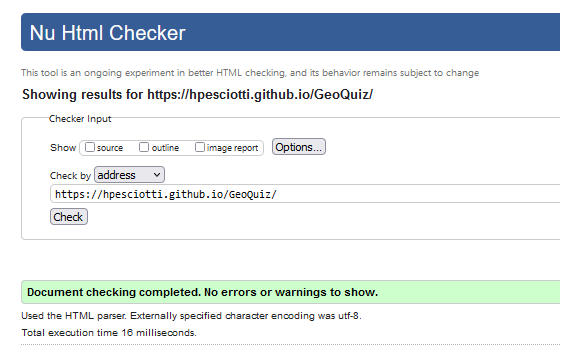 Nu Html Checker
This tool is an ongoing experiment in better HTML checking, and its behavior remains subject to change
Showing results for https://hpesciotti.github.io/GeoQuiz/
Checker Input
Show source outline image report Options...
Check by address
https://hpesciotti.github.io/GeoQuiz/
Check
Document checking completed. No errors or warnings to show.
Used the HTML parser. Externally specified character encoding was utf-8.
Total execution time 16 milliseconds.